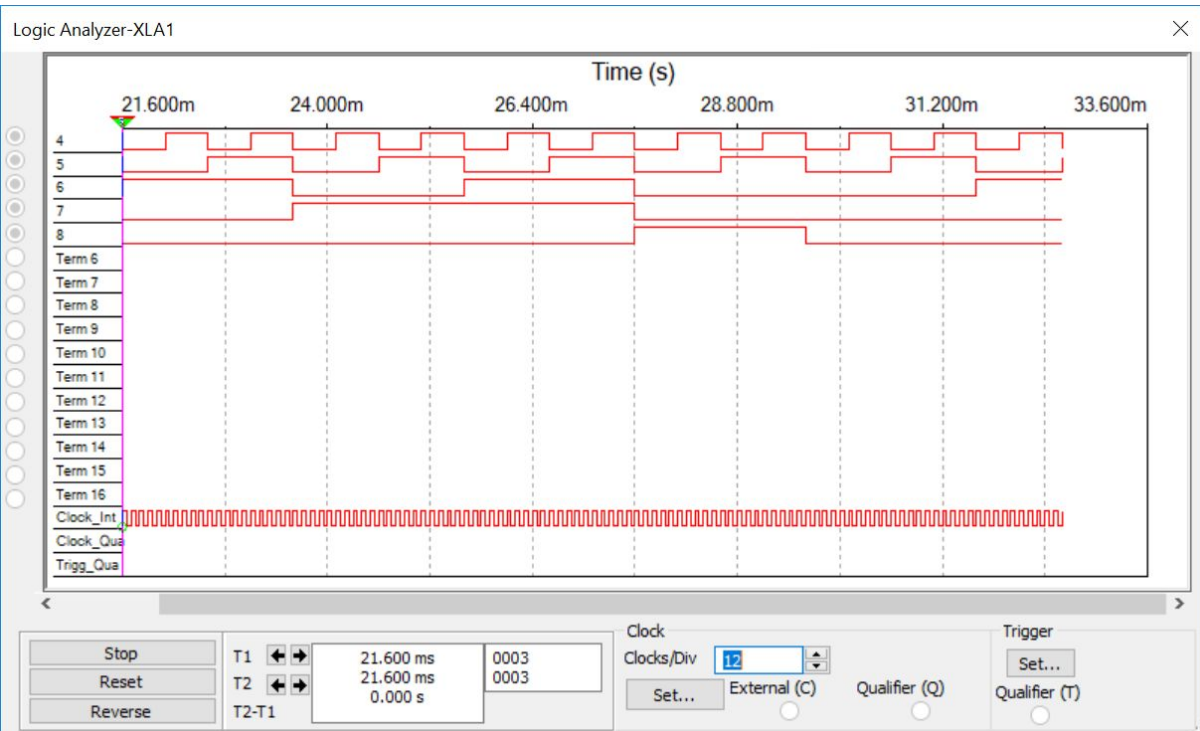 Logic Analyzer-XLA1
Time (s)
21.600m 24.000m 26.400m 28.800m 31.200m 33.600m
4
5
6
7
8
Term 6
Term 7
Term 8
Term 9
Term 10
Term 11
Term 12
Term 13
Term 14
Term 15
Term 16
Clock_Int
Clock_Qua
Trigg_Qua
Stop
Reset
Reverse
T1 21.600 ms 0003
T2 21.600 ms 0003
T2-T1 0.000 s
Clock
Clocks/Div 12
Set... External (C) Qualifier (Q)
Trigger
Set...
Qualifier (T)